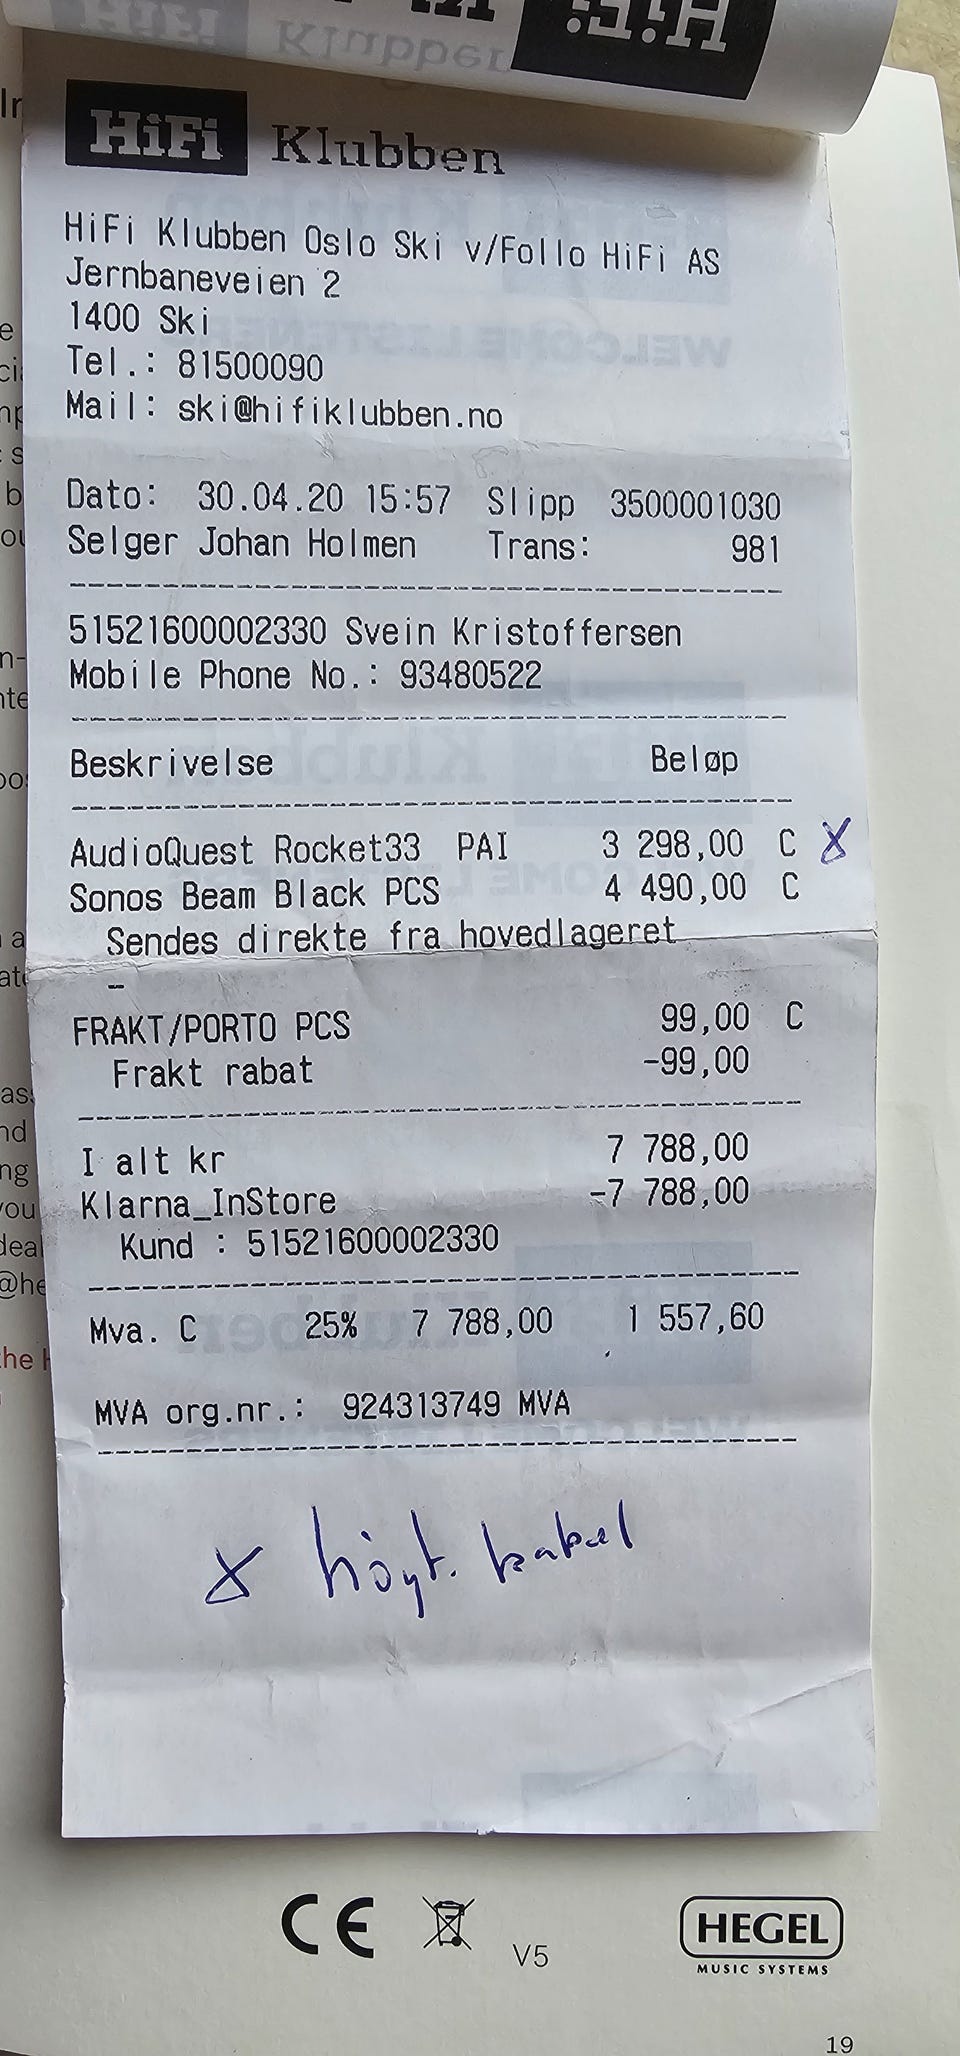 HiFi Klubben
HiFi Klubben Oslo Ski v/Follo HiFi AS
Jernbaneveien 2
1400 Ski
Tel.: 81500090
Mail: ski@hifiklubben.no
Dato: 30.04.20 15:57 Slipp 3500001030
Selger Johan Holmen Trans: 981
51521600002330 Svein Kristoffersen
Mobile Phone No.: 93480522
Beskrivelse Beløp
AudioQuest Rocket33 PAI 3 298,00 C X
Sonos Beam Black PCS 4 490,00 C
Sendes direkte fra hovedlageret
-
FRAKT/PORTO PCS 99,00 C
Frakt rabat -99,00
I alt kr 7 788,00
Klarna_InStore -7 788,00
Kund : 51521600002330
Mva. C 25% 7 788,00 1 557,60
MVA org.nr.: 924313749 MVA
X höyt. kabel
CE V5 HEGEL
MUSIC SYSTEMS
19